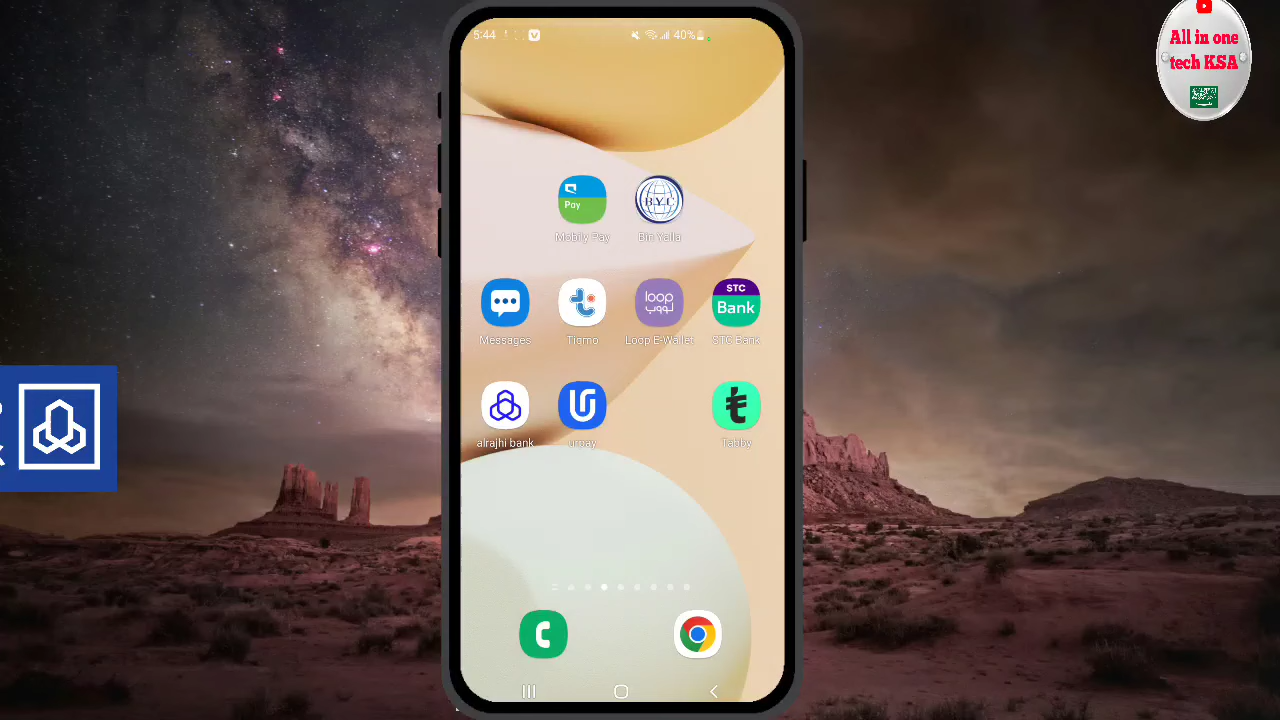 5:44
40%
All in one
tech KSA
Pay
B.Y.C
Mobily Pay
Bin Yalla
loop
لووب
STC
Bank
Messages
Tiqmo
Loop E-Wallet
STC Bank
alrajhi bank
urpay
Tabby